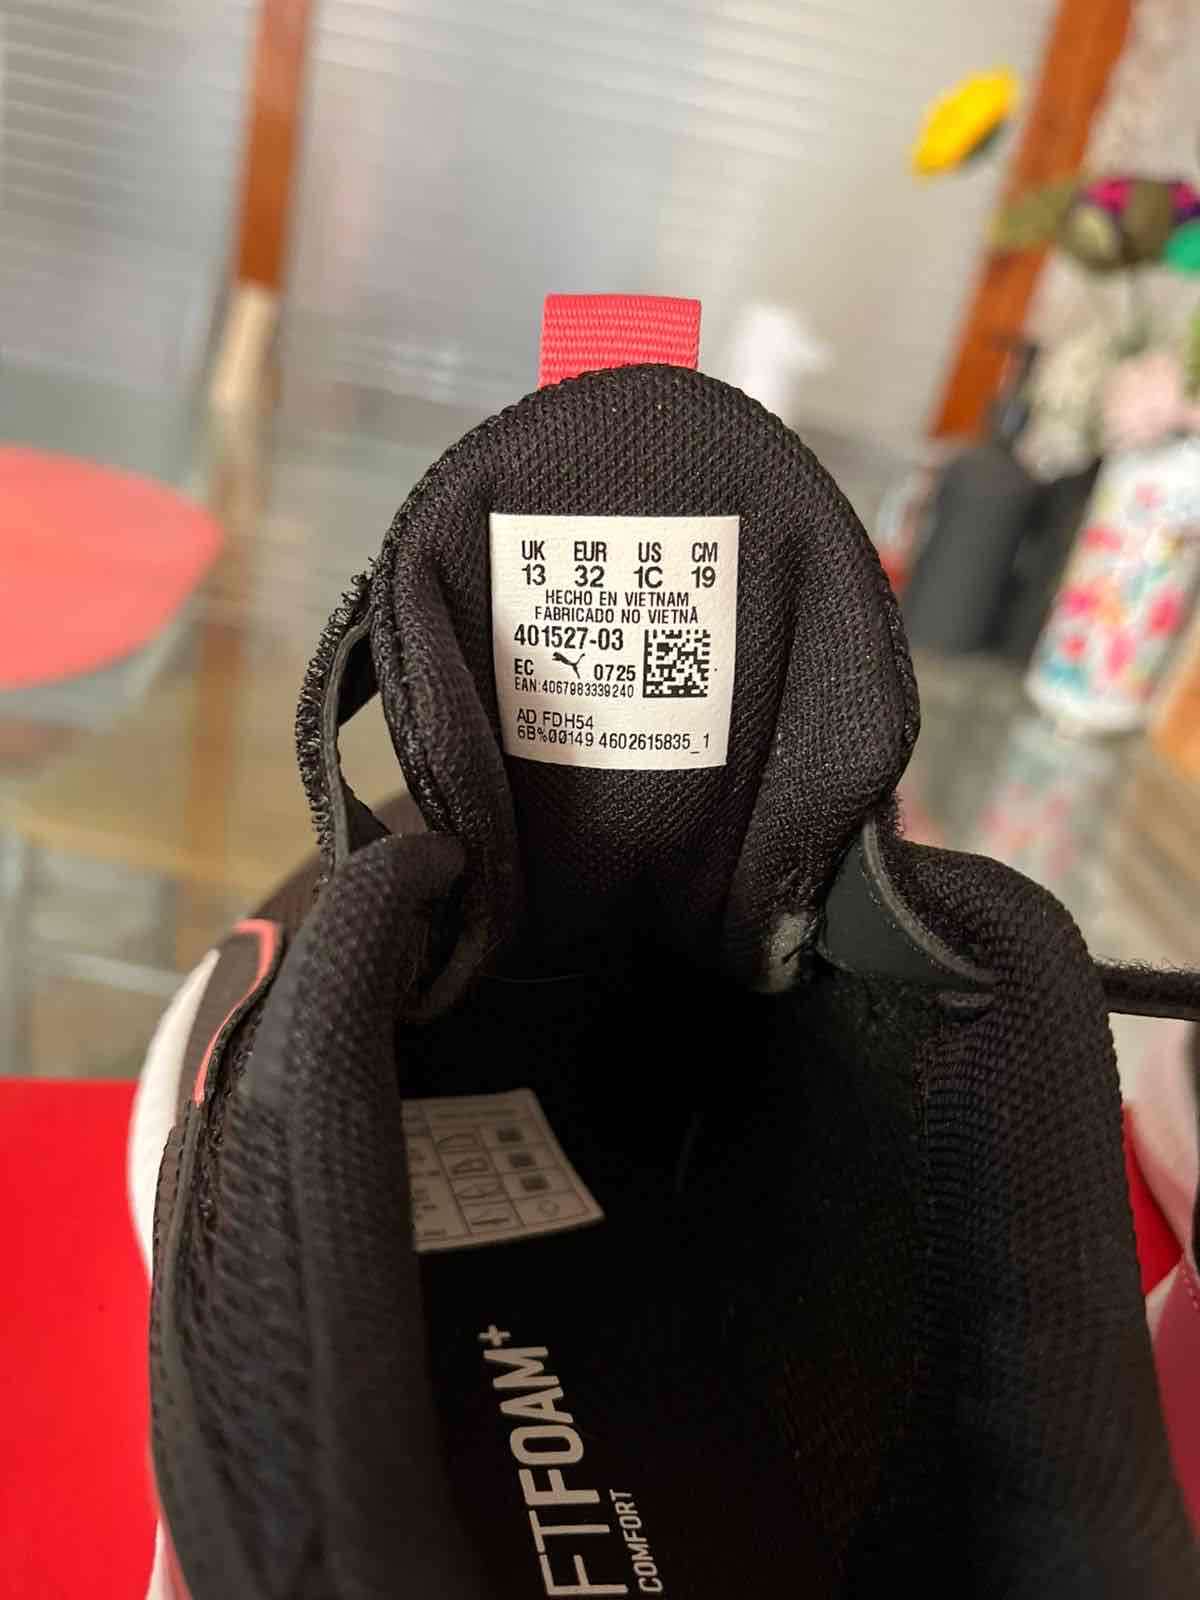 UK EUR US CM
13 32 1C 19
HECHO EN VIETNAM
FABRICADO NO VIETNÃ
401527-03
EC 0725
EAN:4067983339240
AD FDH54
6B%00149 4602615835_1
FTFOAM+
COMFORT